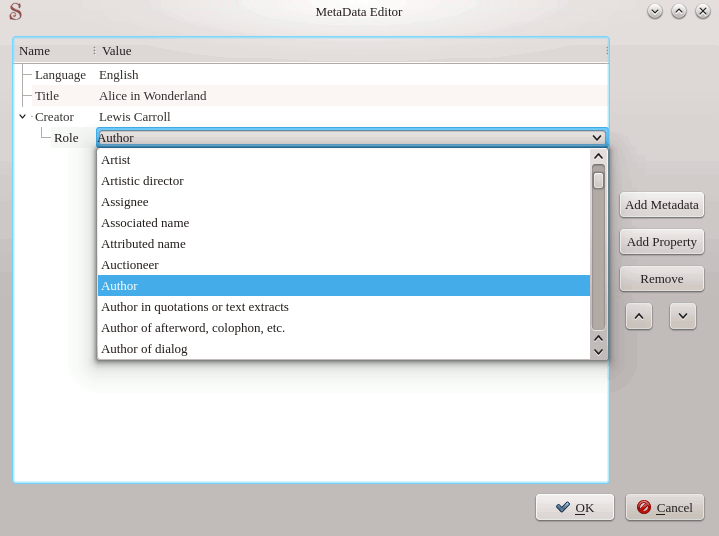 S
MetaData Editor
Name Value
Language English
Title Alice in Wonderland
Creator Lewis Carroll
Role Author
Artist
Artistic director
Assignee
Associated name
Attributed name
Auctioneer
Author
Author in quotations or text extracts
Author of afterword, colophon, etc.
Author of dialog
Add Metadata
Add Property
Remove
OK
Cancel